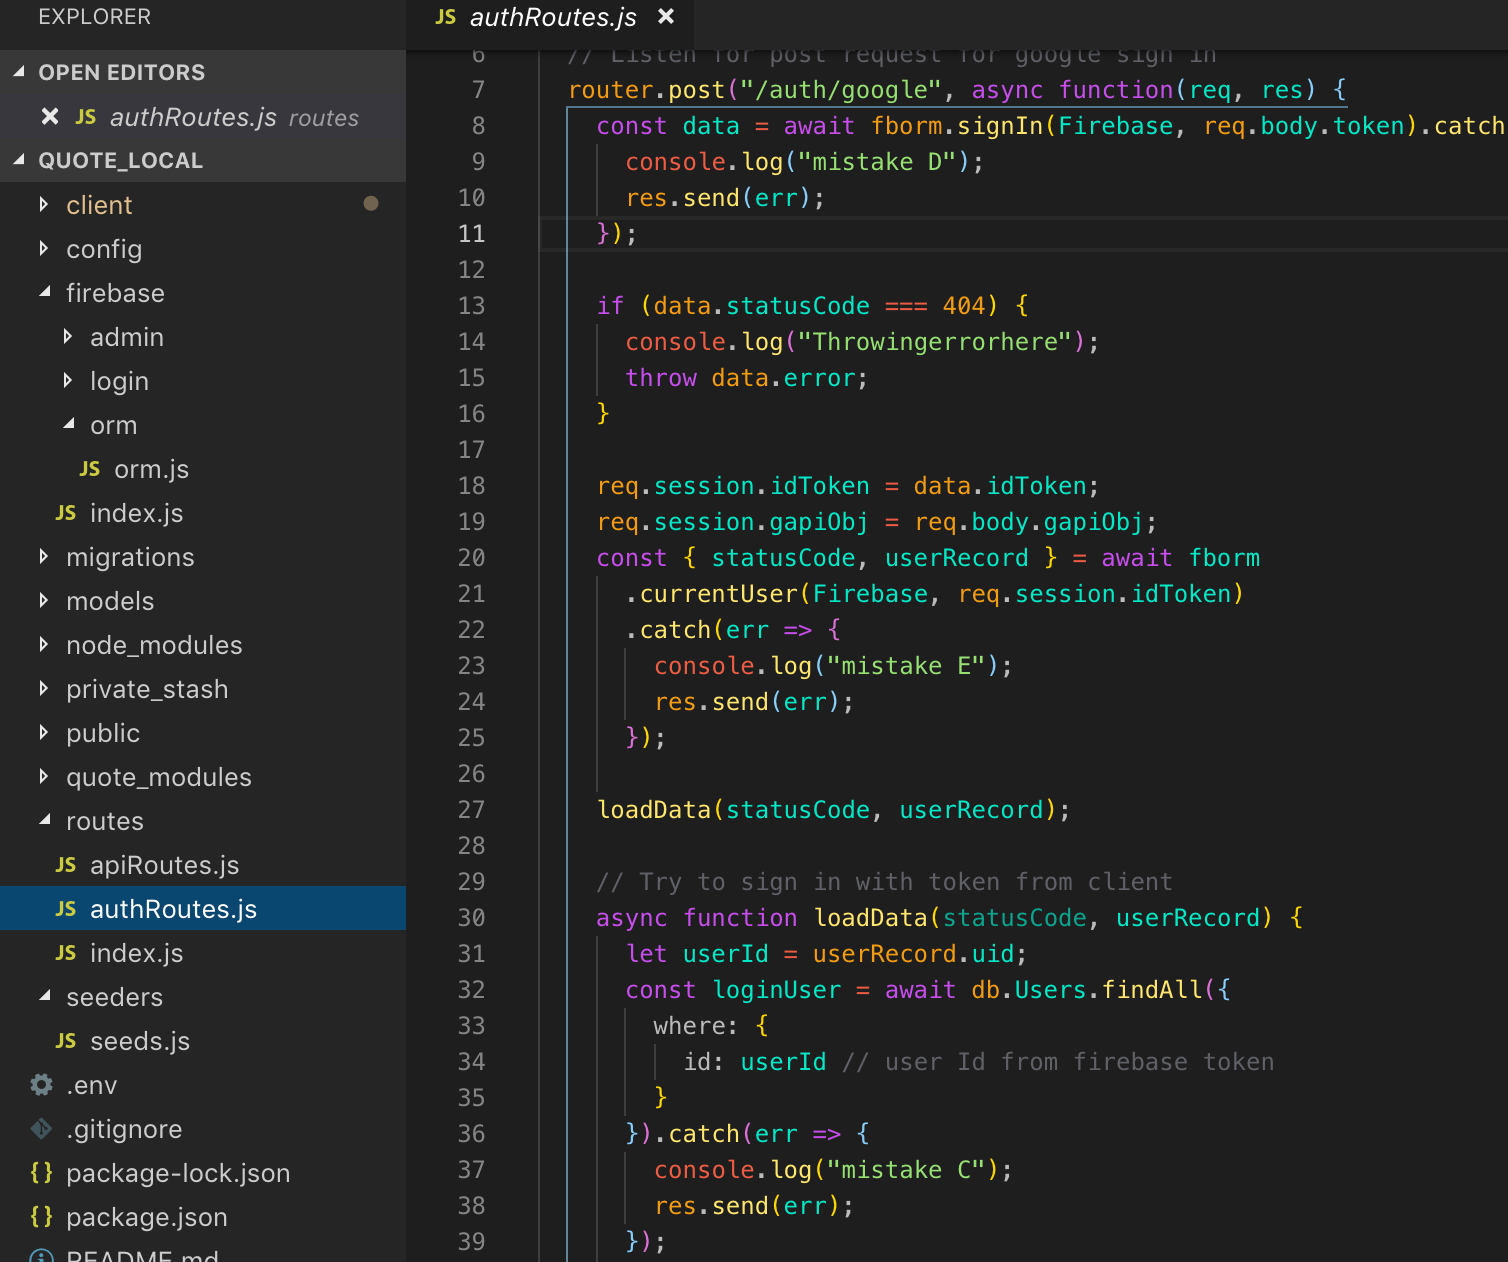 EXPLORER
OPEN EDITORS
JS authRoutes.js routes
QUOTE_LOCAL
client
config
firebase
admin
login
orm
JS orm.js
JS index.js
migrations
models
node_modules
private_stash
public
quote_modules
routes
JS apiRoutes.js
JS authRoutes.js
JS index.js
seeders
JS seeds.js
.env
.gitignore
{} package-lock.json
{} package.json
README.md
JS authRoutes.js
6 // Listen for post request for google sign in
7 router.post("/auth/google", async function(req, res) {
8 const data = await fborm.signIn(Firebase, req.body.token).catch
9 console.log("mistake D");
10 res.send(err);
11 });
12
13 if (data.statusCode === 404) {
14 console.log("Throwingerrorhere");
15 throw data.error;
16 }
17
18 req.session.idToken = data.idToken;
19 req.session.gapiObj = req.body.gapiObj;
20 const { statusCode, userRecord } = await fborm
21 .currentUser(Firebase, req.session.idToken)
22 .catch(err => {
23 console.log("mistake E");
24 res.send(err);
25 });
26
27 loadData(statusCode, userRecord);
28
29 // Try to sign in with token from client
30 async function loadData(statusCode, userRecord) {
31 let userId = userRecord.uid;
32 const loginUser = await db.Users.findAll({
33 where: {
34 id: userId // user Id from firebase token
35 }
36 }).catch(err => {
37 console.log("mistake C");
38 res.send(err);
39 });